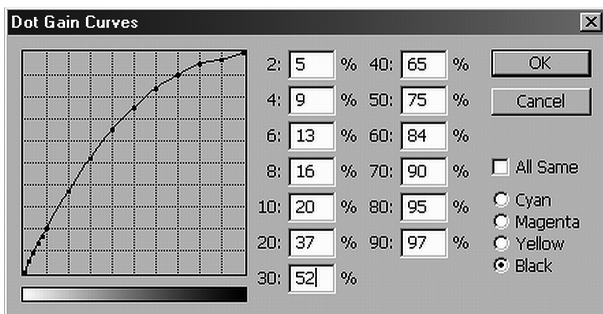 Dot Gain Curves
2: 5 % 40: 65 % OK
4: 9 % 50: 75 % Cancel
6: 13 % 60: 84 %
8: 16 % 70: 90 % All Same
10: 20 % 80: 95 % Cyan
Magenta
20: 37 % 90: 97 % Yellow
30: 52 % Black